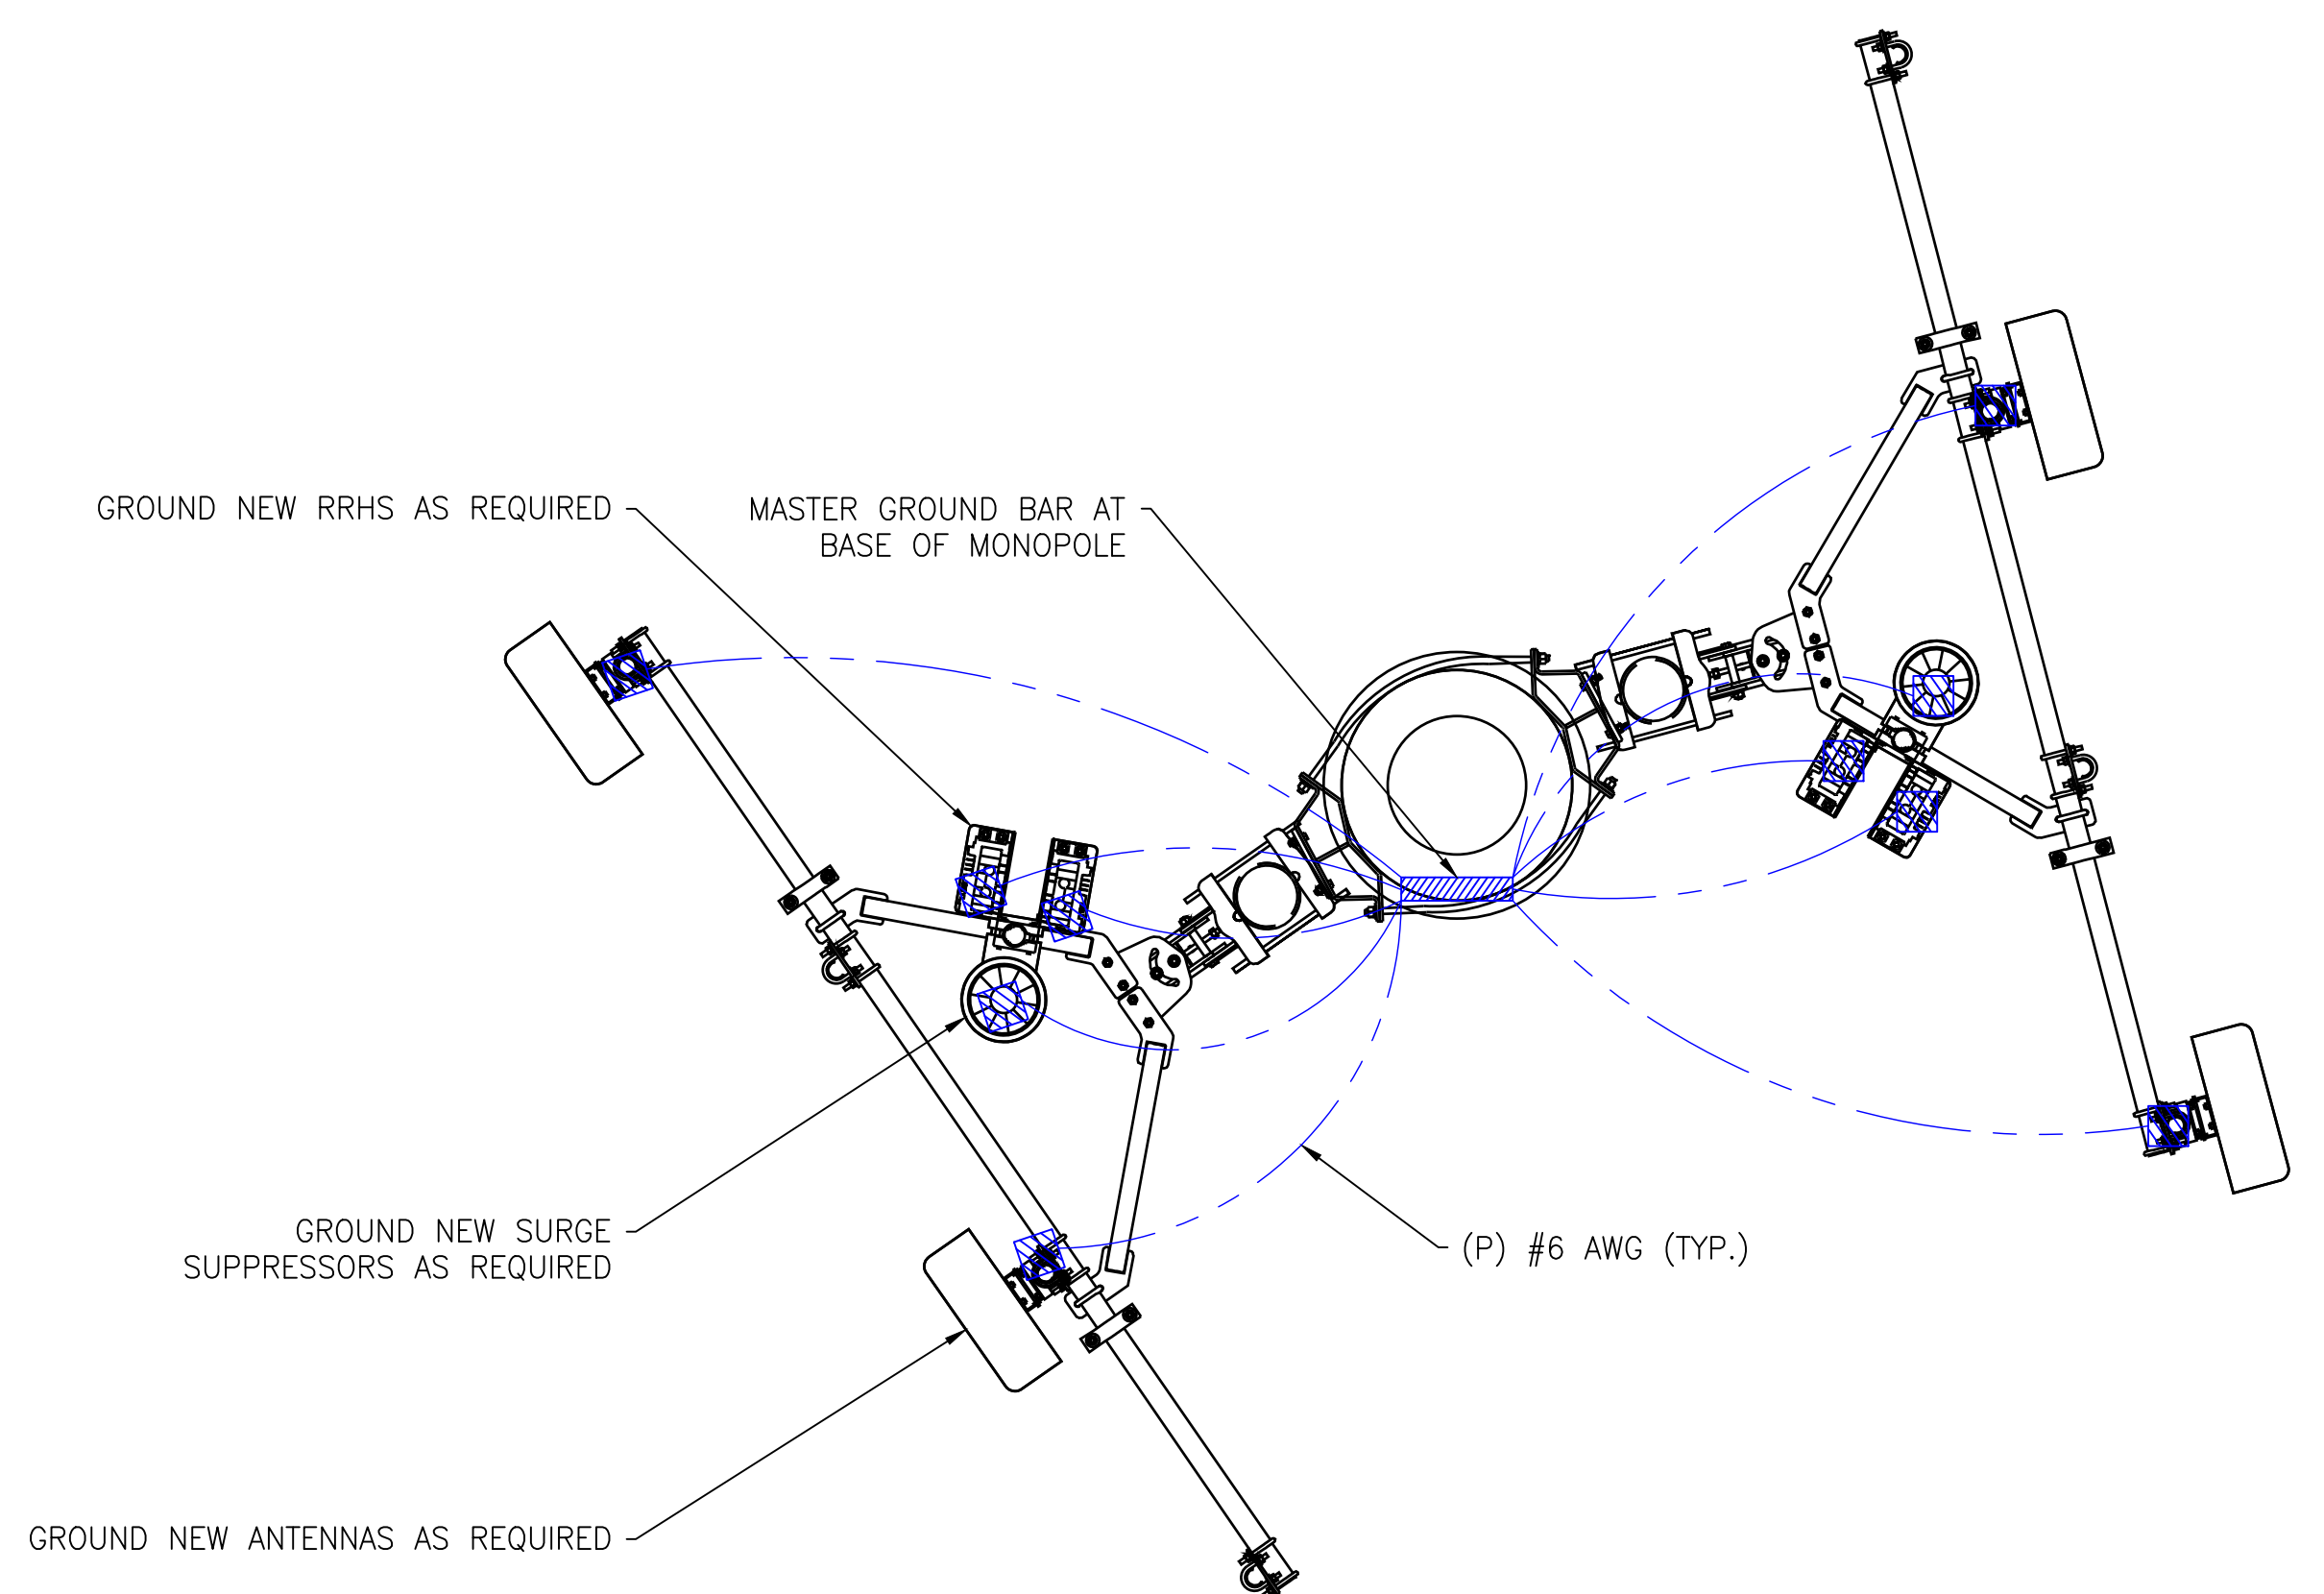 GROUND NEW RRHS AS REQUIRED
MASTER GROUND BAR AT
BASE OF MONOPOLE
GROUND NEW SURGE
SUPPRESSORS AS REQUIRED
(P) #6 AWG (TYP.)
GROUND NEW ANTENNAS AS REQUIRED